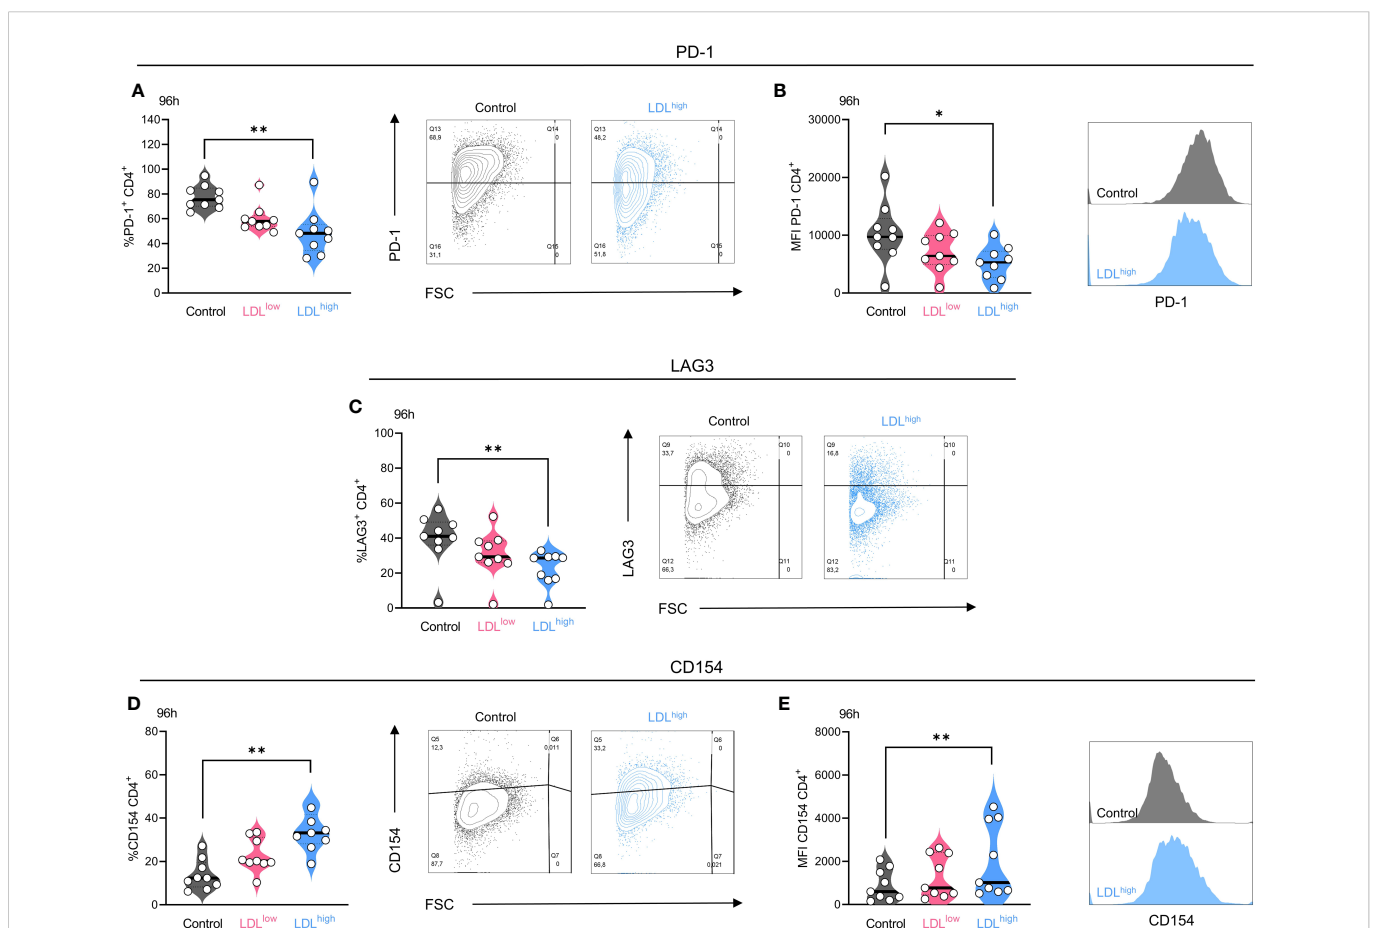 PD-1
A
96h
**
%PD-1+ CD4+
140
120
100
80
60
40
20
0
Control
LDLlow
LDLhigh
Control
LDLhigh
Q13
68,9
Q14
0
Q16
31,1
Q15
0
Q13
48,2
Q14
0
Q16
51,8
Q15
0
PD-1
FSC
B
96h
*
MFI PD-1 CD4+
30000
20000
10000
0
Control
LDLlow
LDLhigh
Control
LDLhigh
PD-1
LAG3
C
96h
**
%LAG3+ CD4+
100
80
60
40
20
0
Control
LDLlow
LDLhigh
Control
LDLhigh
Q9
33,7
Q10
0
Q12
66,3
Q11
0
Q9
16,8
Q10
0
Q12
83,2
Q11
0
LAG3
FSC
CD154
D
96h
**
%CD154 CD4+
80
60
40
20
0
Control
LDLlow
LDLhigh
Control
LDLhigh
Q5
12,3
Q6
0,011
Q8
87,7
Q7
0
Q5
33,2
Q6
0
Q8
66,8
Q7
0,021
CD154
FSC
E
96h
**
MFI CD154 CD4+
8000
6000
4000
2000
0
Control
LDLlow
LDLhigh
Control
LDLhigh
CD154